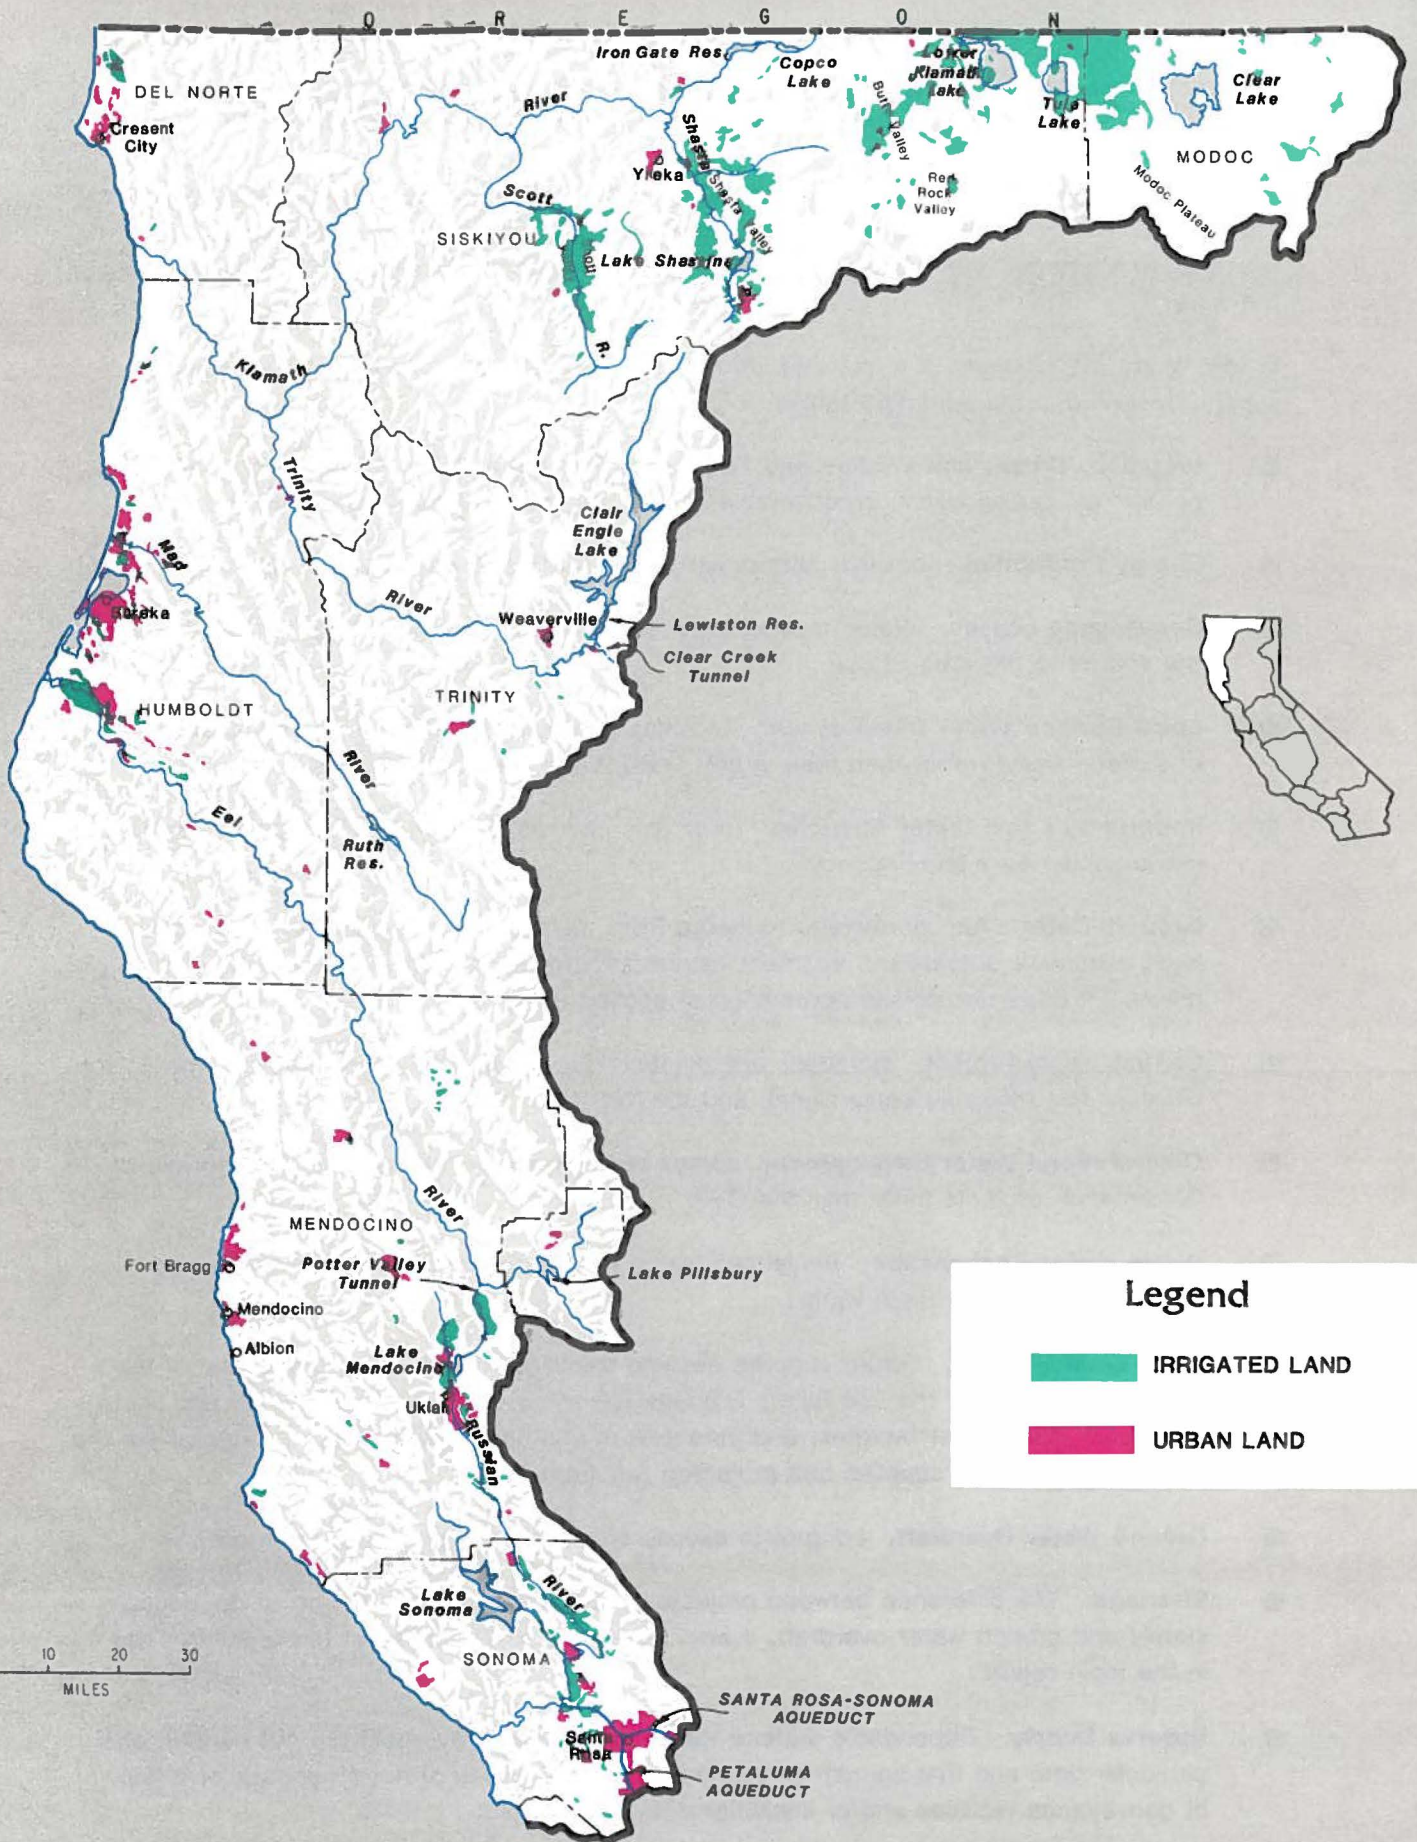 O R E G O N
DEL NORTE
Cresent
City
Iron Gate Res.
Copco
Lake
Lower
Klamath
Lake
Tule
Lake
Clear
Lake
Butte Valley
MODOC
Modoc Plateau
Red
Rock
Valley
River
Shasta
Yreka
Shasta Valley
Scott
SISKIYOU
Lake Shastina
R.
Klamath
Trinity
Clair
Engle
Lake
Mad
River
Weaverville
Lewiston Res.
Clear Creek
Tunnel
Eureka
TRINITY
HUMBOLDT
River
Eel
Ruth
Res.
River
MENDOCINO
Fort Bragg
Potter Valley
Tunnel
Lake Pillsbury
Mendocino
Albion
Lake
Mendocino
Ukiah
Russian
Legend
IRRIGATED LAND
URBAN LAND
Lake
Sonoma
River
SONOMA
10 20 30
MILES
Santa
Rosa
SANTA ROSA-SONOMA
AQUEDUCT
PETALUMA
AQUEDUCT